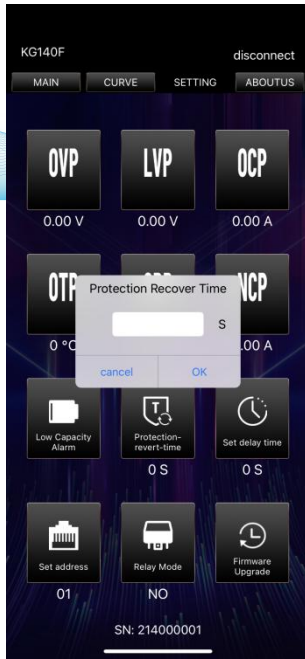 KG140F
disconnect
MAIN CURVE SETTING ABOUTUS
OVP LVP OCP
0.00 V 0.00 V 0.00 A
OTP NCP
Protection Recover Time
S
0 °C .00 A
cancel OK
Low Capacity
Alarm
Protection-
revert-time
Set delay time
0 S 0 S
Set address
Relay Mode
Firmware
Upgrade
01 NO
SN: 214000001